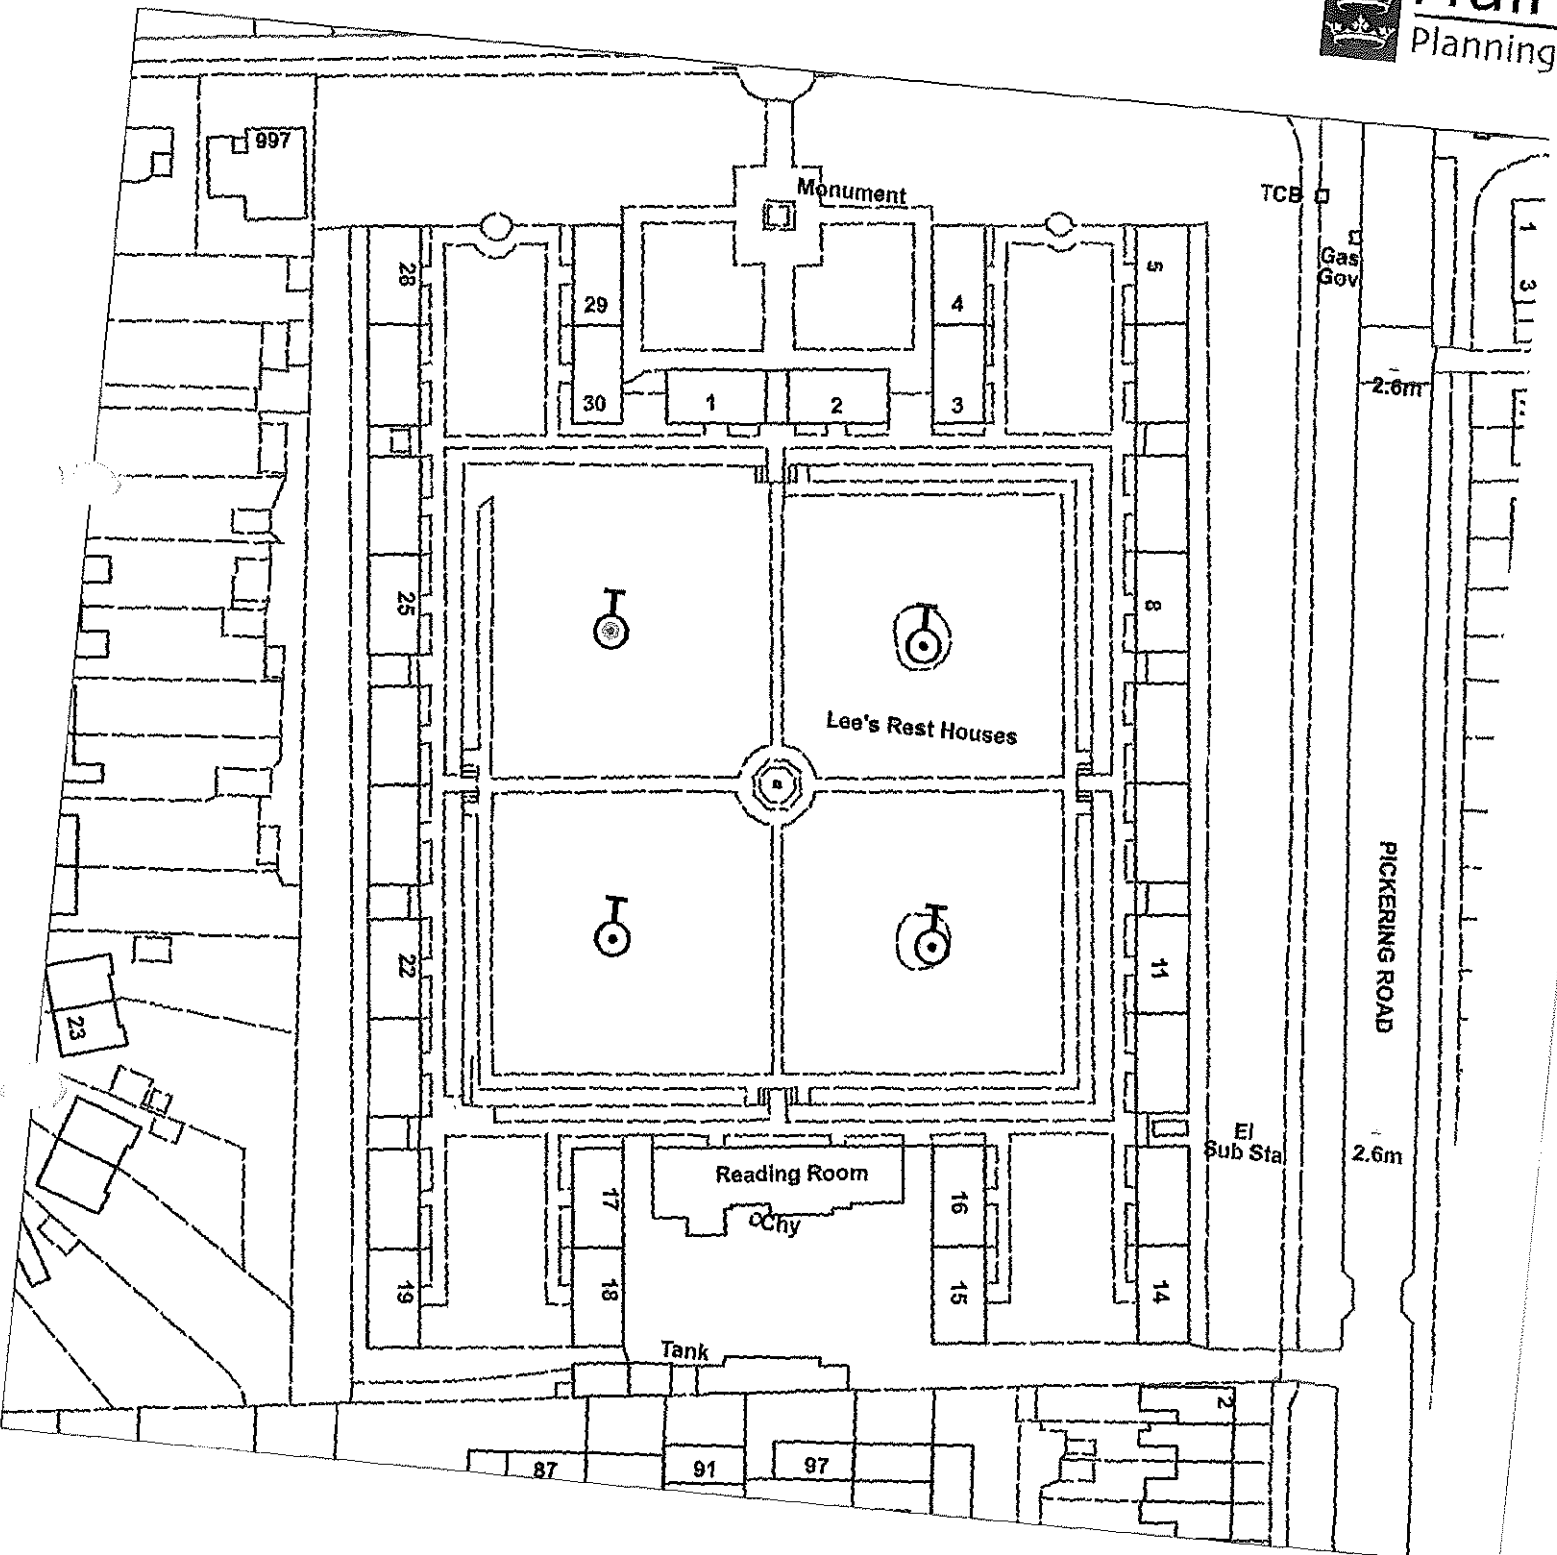 Planning
997
Monument
TCB
Gas
Gov
1
3
28
29
4
5
30
1
2
3
2.6m
25
8
Lee's Rest Houses
22
11
PICKERING ROAD
23
El
Sub Sta
2.6m
Reading Room
Chy
17
16
19
18
15
14
Tank
2
87
91
97